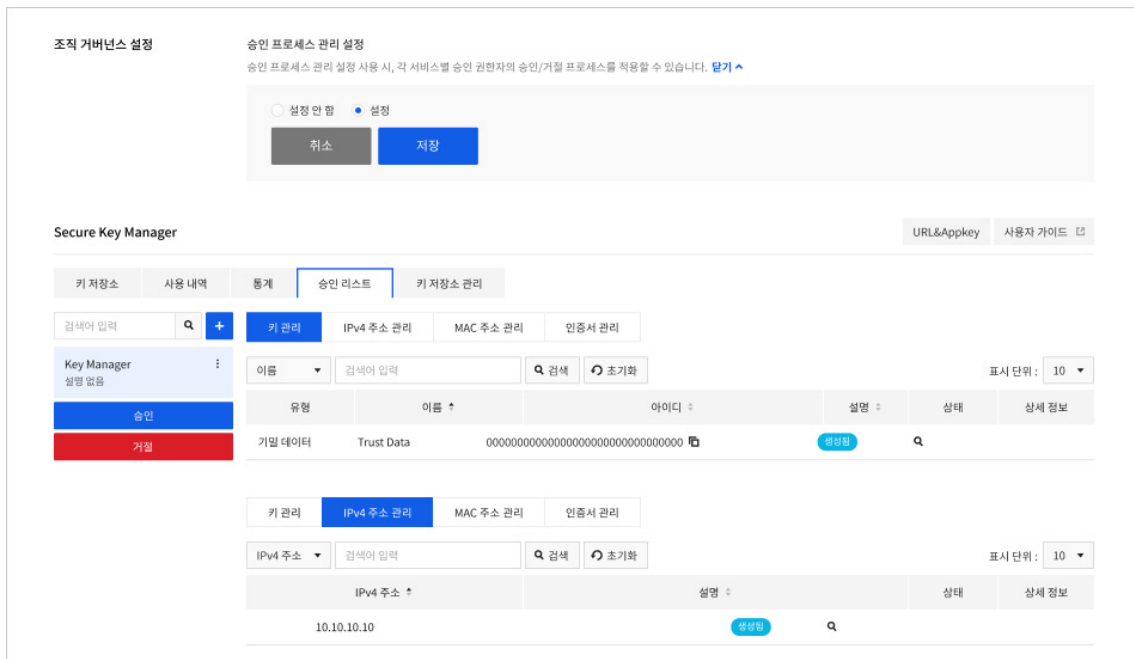 조직 거버넌스 설정
승인 프로세스 관리 설정
승인 프로세스 관리 설정 사용 시, 각 서비스별 승인 권한자의 승인/거절 프로세스를 적용할 수 있습니다. 닫기
설정 안 함 설정
취소 저장
Secure Key Manager URL&Appkey 사용자 가이드
키 저장소 사용 내역 통계 승인 리스트 키 저장소 관리
검색어 입력 + 키 관리 IPv4 주소 관리 MAC 주소 관리 인증서 관리
Key Manager
설명 없음
승인
거절
이름 검색어 입력 검색 초기화 표시 단위 : 10
유형 이름 아이디 설명 상태 상세 정보
기밀 데이터 Trust Data 00000000000000000000000000000000 생성됨
키 관리 IPv4 주소 관리 MAC 주소 관리 인증서 관리
IPv4 주소 검색어 입력 검색 초기화 표시 단위 : 10
IPv4 주소 설명 상태 상세 정보
10.10.10.10 생성됨